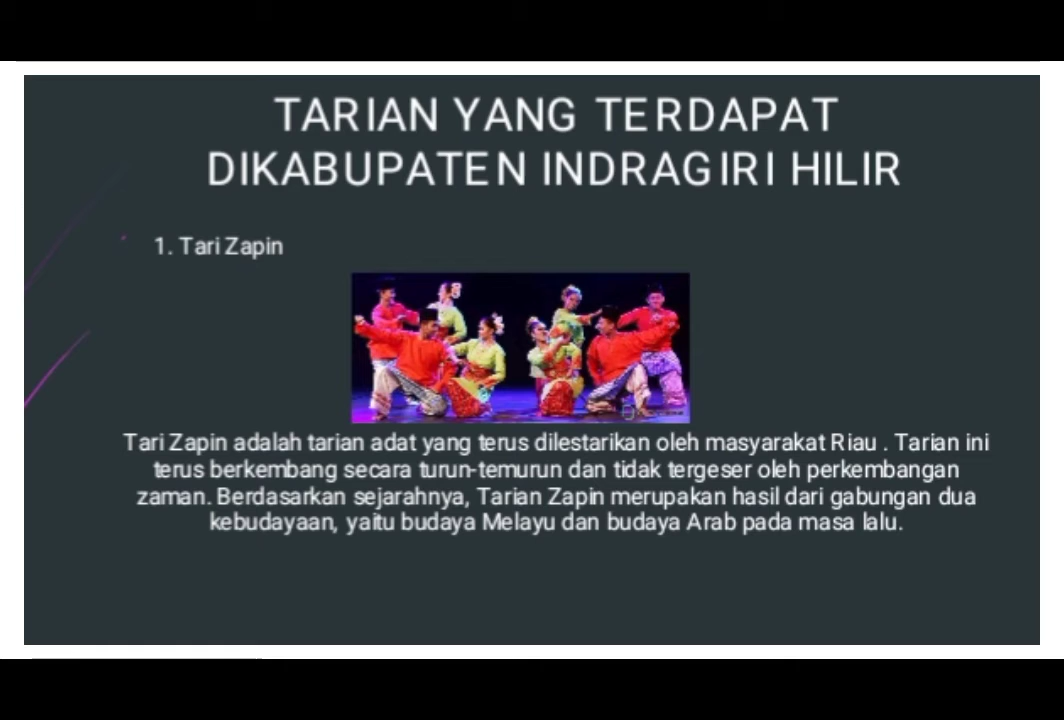 TARIAN YANG TERDAPAT
DIKABUPATEN INDRAGIRI HILIR
1. Tari Zapin
Tari Zapin adalah tarian adat yang terus dilestarikan oleh masyarakat Riau . Tarian ini
terus berkembang secara turun-temurun dan tidak tergeser oleh perkembangan
zaman. Berdasarkan sejarahnya, Tarian Zapin merupakan hasil dari gabungan dua
kebudayaan, yaitu budaya Melayu dan budaya Arab pada masa lalu.